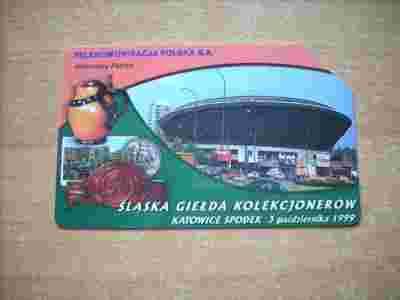 TELEKOMUNIKACJA POLSKA S.A.
ŚLĄSKA GIEŁDA KOLEKCJONERÓW
KATOWICE SPODEK 3 października 1999